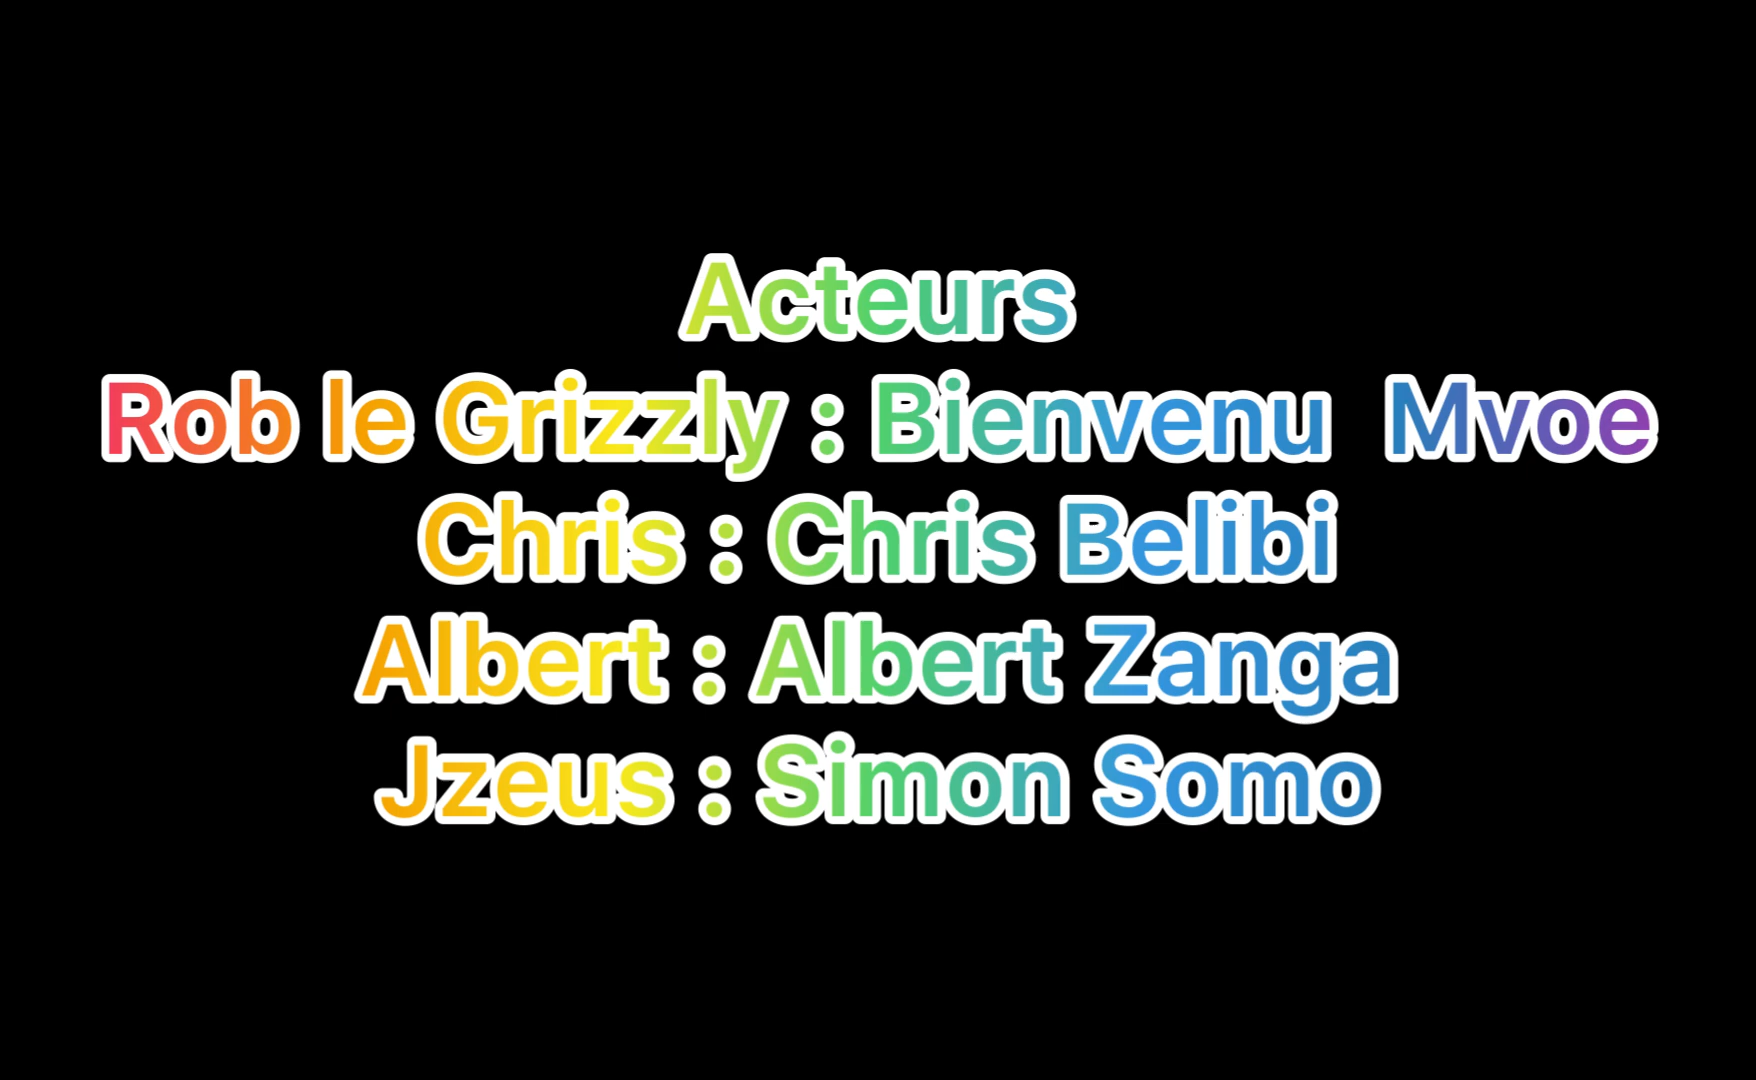 Acteurs
Rob le Grizzly : Bienvenu  Mvoe
Chris : Chris Belibi
Albert : Albert Zanga
Jzeus : Simon Somo